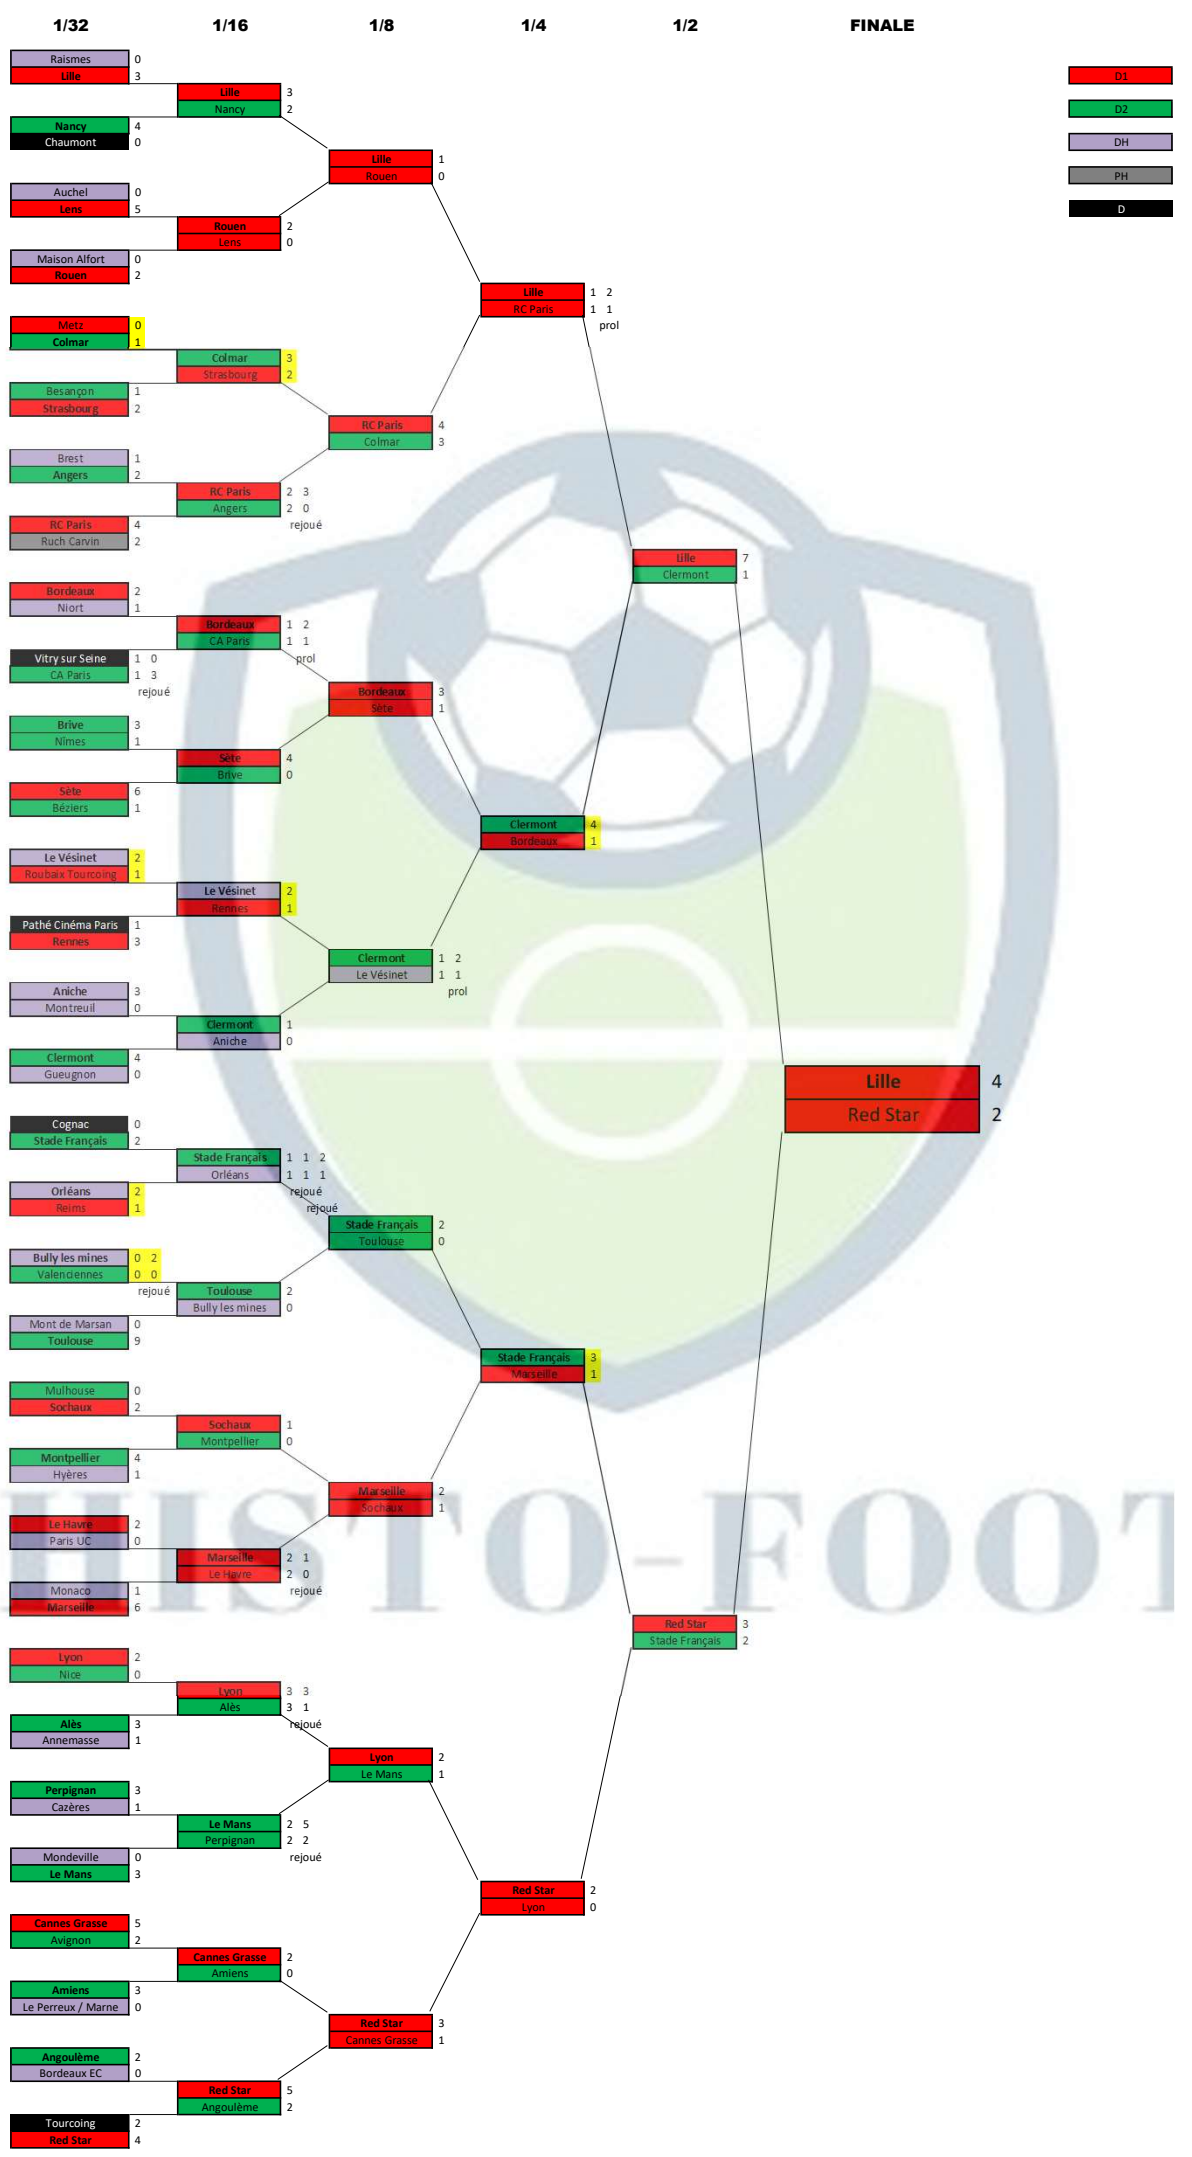 1/32 1/16 1/8 1/4 1/2 FINALE
D1
D2
DH
PH
D
Raismes 0
Lille 3
Nancy 4
Chaumont 0
Auchel 0
Lens 5
Maison Alfort 0
Rouen 2
Metz 0
Colmar 1
Besançon 1
Strasbourg 2
Brest 1
Angers 2
RC Paris 4
Ruch Carvin 2
Bordeaux 2
Niort 1
Vitry sur Seine 1 0
CA Paris 1 3
rejoué
Brive 3
Nîmes 1
Sète 6
Béziers 1
Le Vésinet 2
Roubaix Tourcoing 1
Pathé Cinéma Paris 1
Rennes 3
Aniche 3
Montreuil 0
Clermont 4
Gueugnon 0
Cognac 0
Stade Français 2
Orléans 2
Reims 1
Bully les mines 0 2
Valenciennes 0 0
rejoué
Mont de Marsan 0
Toulouse 9
Mulhouse 0
Sochaux 2
Montpellier 4
Hyères 1
Le Havre 2
Paris UC 0
Monaco 1
Marseille 6
Lyon 2
Nice 0
Alès 3
Annemasse 1
Perpignan 3
Cazères 1
Mondeville 0
Le Mans 3
Cannes Grasse 5
Avignon 2
Amiens 3
Le Perreux / Marne 0
Angoulème 2
Bordeaux EC 0
Tourcoing 2
Red Star 4
Lille 3
Nancy 2
Rouen 2
Lens 0
Colmar 3
Strasbourg 2
RC Paris 2 3
Angers 2 0
rejoué
Bordeaux 1 2
CA Paris 1 1
prol
Sète 4
Brive 0
Le Vésinet 2
Rennes 1
Clermont 1
Aniche 0
Stade Français 1 1 2
Orléans 1 1 1
rejoué
rejoué
Toulouse 2
Bully les mines 0
Sochaux 1
Montpellier 0
Marseille 2 1
Le Havre 2 0
rejoué
Lyon 3 3
Alès 3 1
rejoué
Le Mans 2 5
Perpignan 2 2
rejoué
Cannes Grasse 2
Amiens 0
Red Star 5
Angoulème 2
Lille 1
Rouen 0
RC Paris 4
Colmar 3
Bordeaux 3
Sète 1
Clermont 1 2
Le Vésinet 1 1
prol
Stade Français 2
Toulouse 0
Marseille 2
Sochaux 1
Lyon 2
Le Mans 1
Red Star 3
Cannes Grasse 1
Lille 1 2
RC Paris 1 1
prol
Clermont 4
Bordeaux 1
Stade Français 3
Marseille 1
Red Star 2
Lyon 0
Lille 7
Clermont 1
Red Star 3
Stade Français 2
Lille 4
Red Star 2
HISTO-FOOT